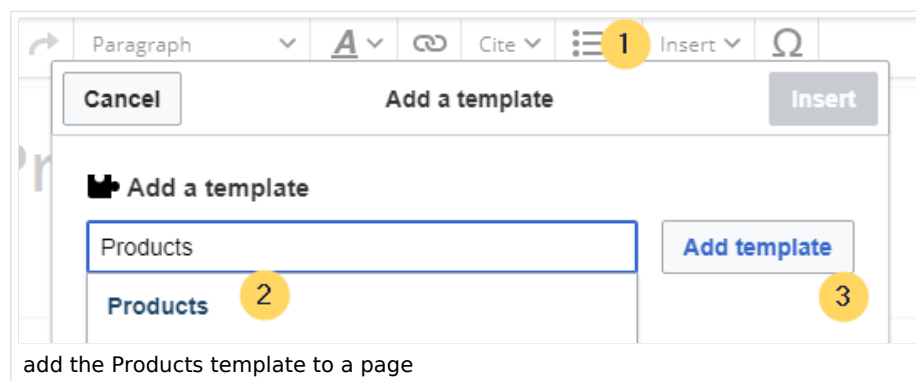 Paragraph A Cite 1 Insert Ω
Cancel Add a template Insert
Pr
Add a template
Products Add template
Products 2 3
add the Products template to a page